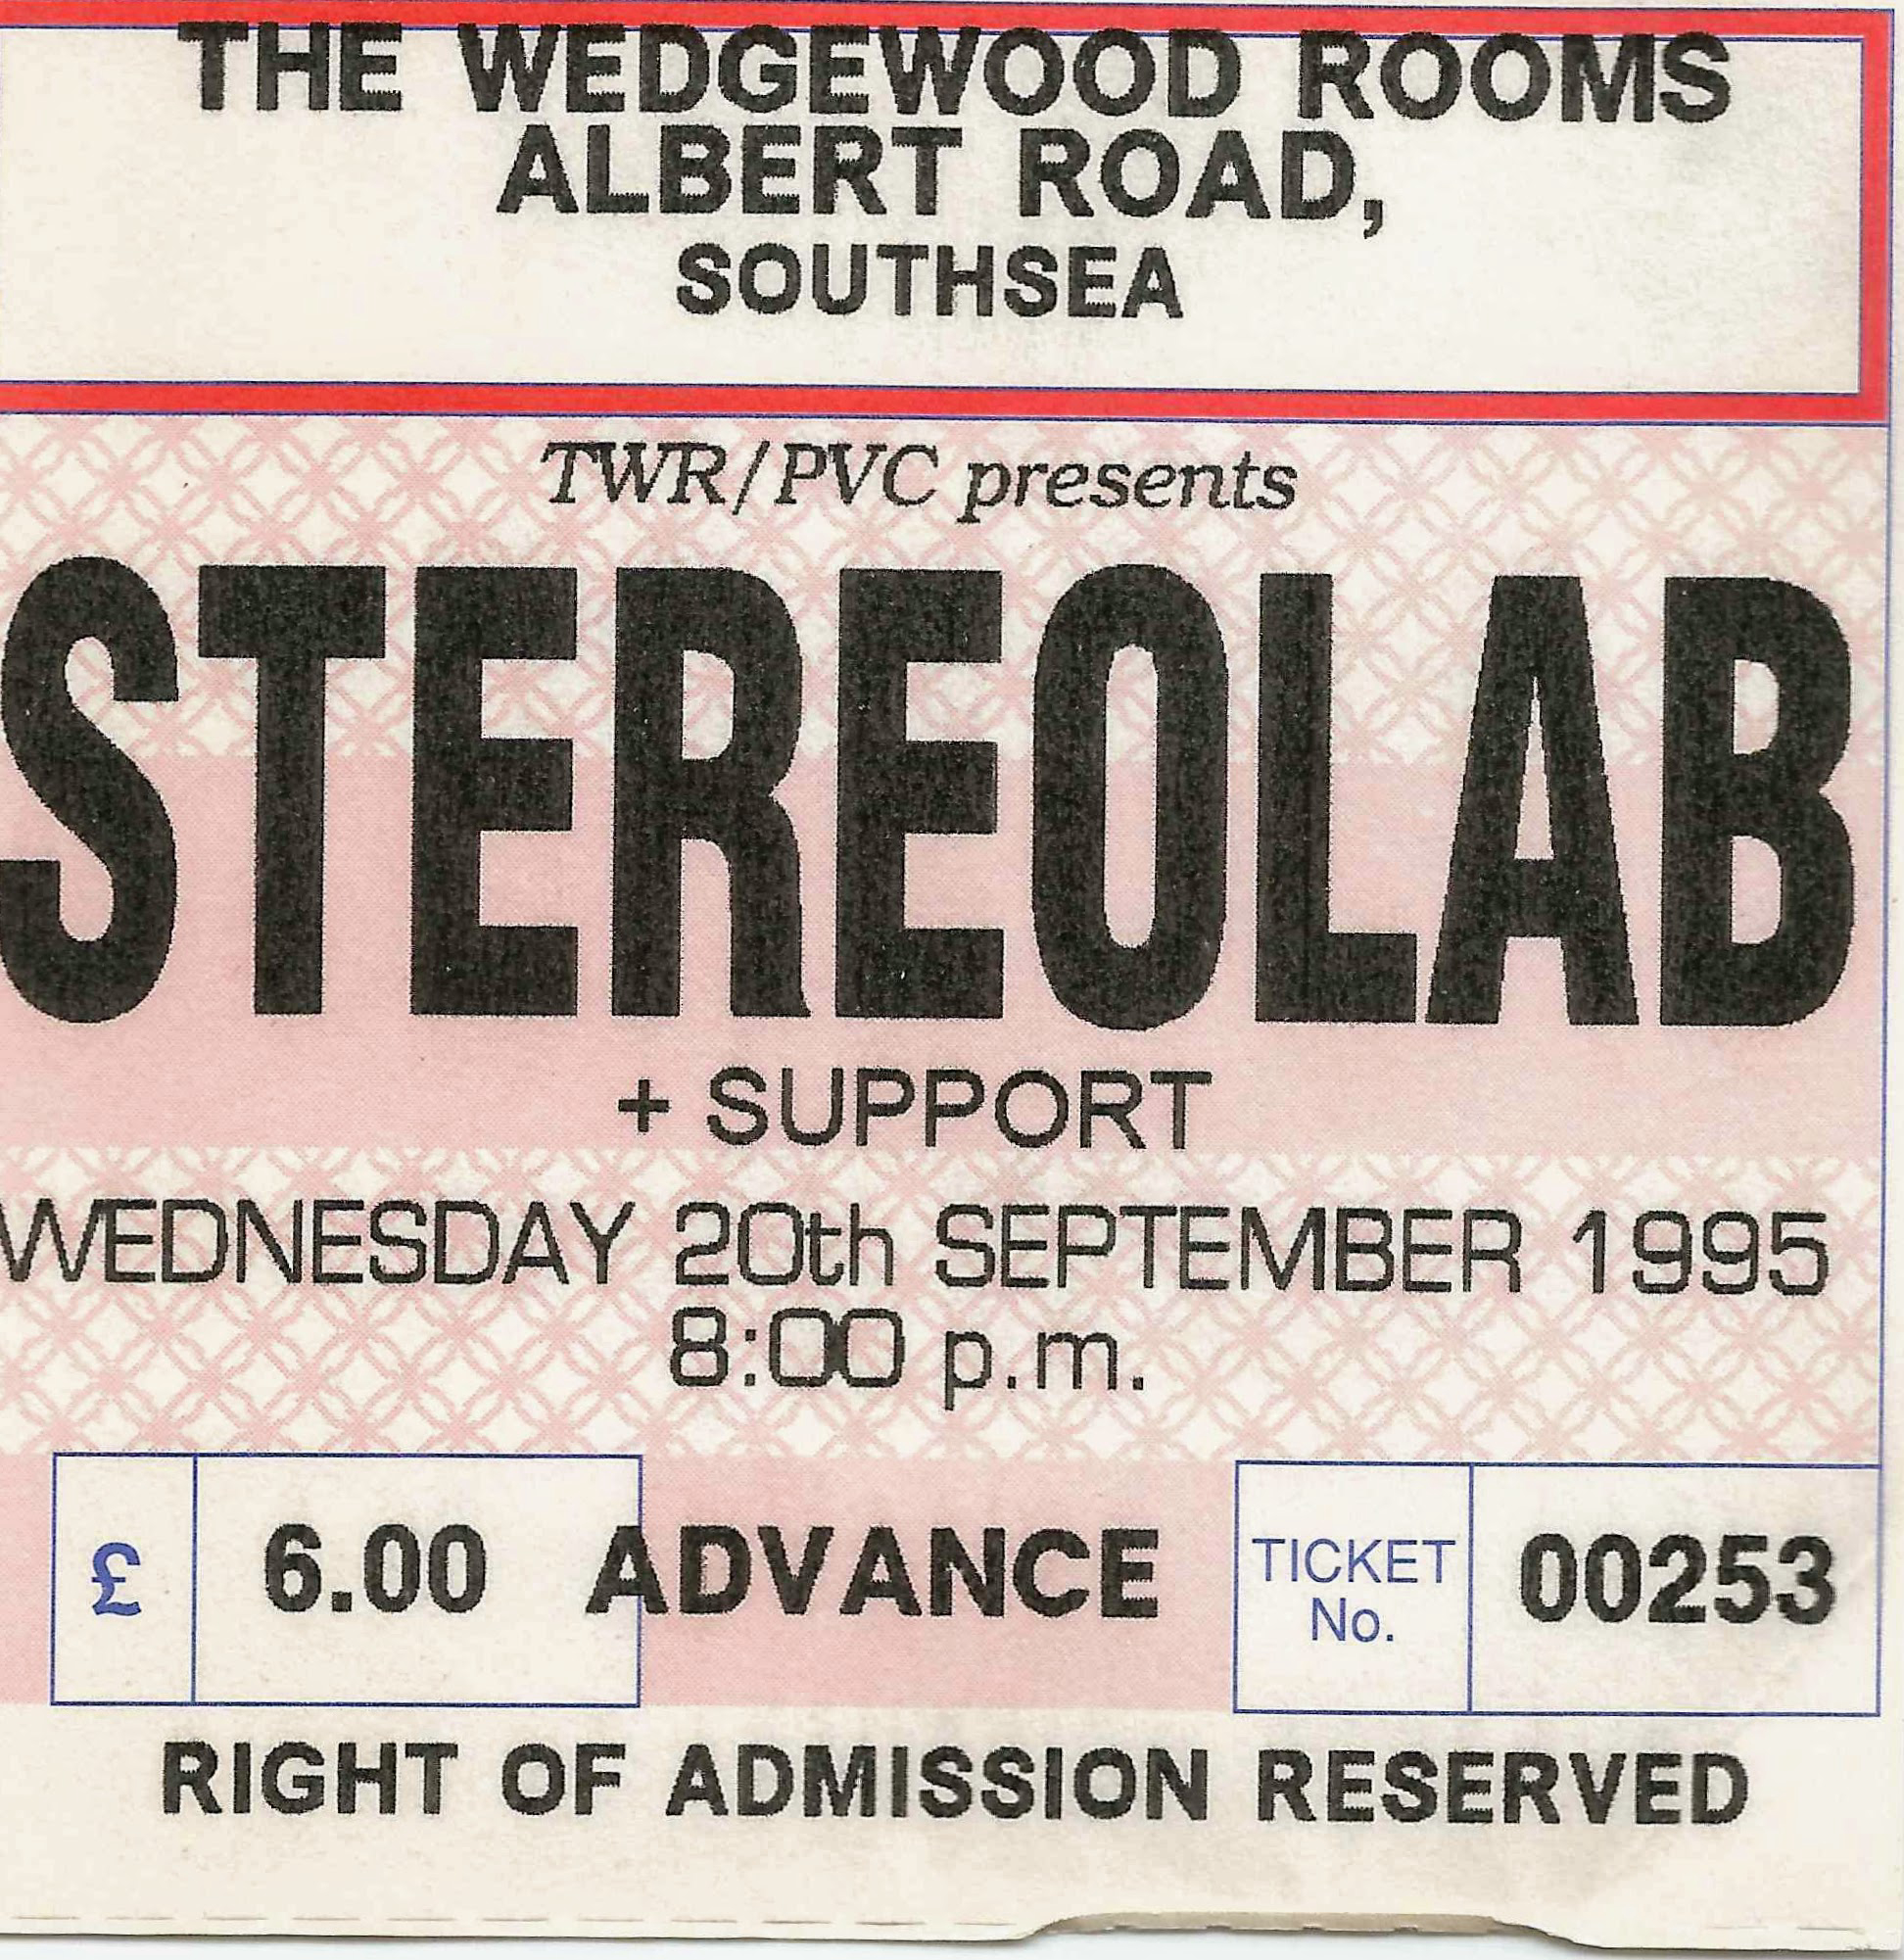 THE WEDGEWOOD ROOMS
ALBERT ROAD,
SOUTHSEA
TWR/PVC presents
STEREOLAB
+ SUPPORT
WEDNESDAY 20th SEPTEMBER 1995
8:00 p.m.
£ 6.00 ADVANCE TICKET No. 00253
RIGHT OF ADMISSION RESERVED